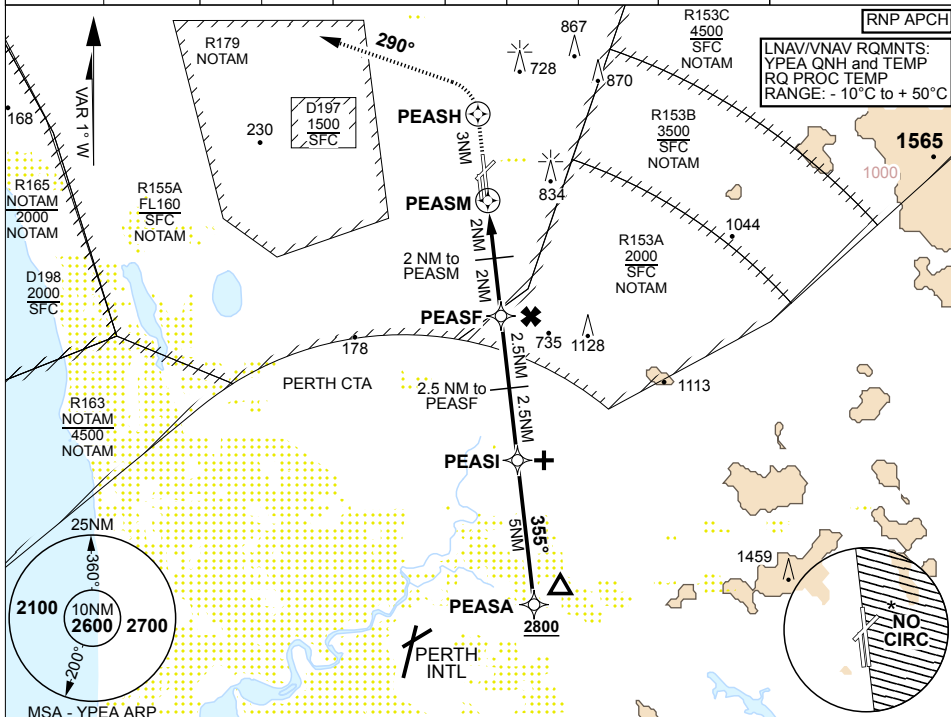 RNP APCH
LNAV/VNAV RQMNTS:
YPEA QNH and TEMP
RQ PROC TEMP
RANGE: - 10°C to + 50°C
R153C
4500
SFC
NOTAM
867
728
870
R179
NOTAM
290°
VAR 1° W
168
D197
1500
SFC
230
PEASH
3NM
R153B
3500
SFC
NOTAM
1565
1000
R165
NOTAM
2000
NOTAM
R155A
FL160
SFC
NOTAM
PEASM
834
1044
2NM
2 NM to
PEASM
2NM
R153A
2000
SFC
NOTAM
D198
2000
SFC
PEASF
735
1128
178
2.5NM
PERTH CTA
2.5 NM to
PEASF
2.5NM
1113
R163
NOTAM
4500
NOTAM
PEASI
355°
5NM
25NM
360°
2100
10NM
2600
2700
200°
MSA - YPEA ARP
PEASA
2800
PERTH
INTL
1459
*
NO
CIRC